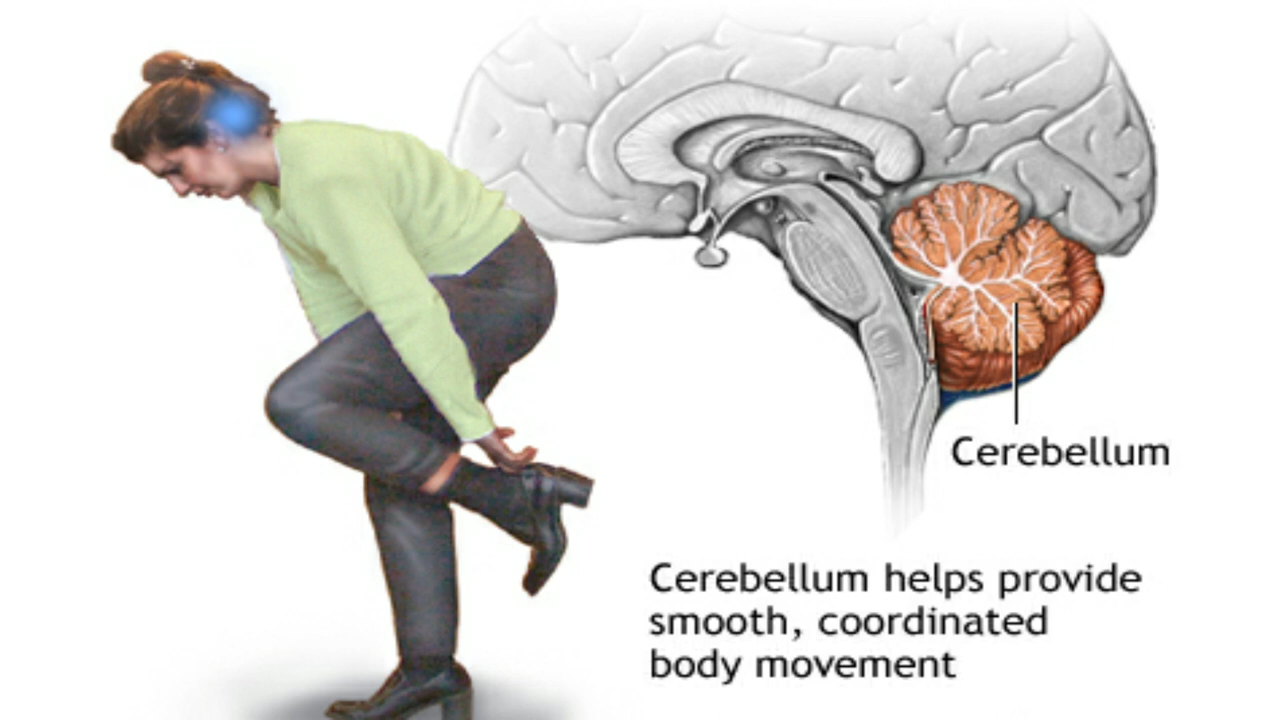 Cerebellum
Cerebellum helps provide
smooth, coordinated
body movement